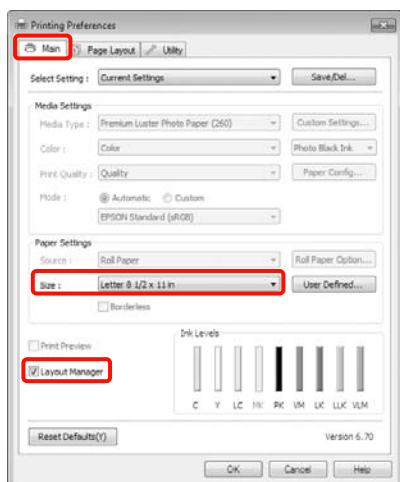 Printing Preferences
Main Page Layout Utility
Select Setting : Current Settings Save/Del...
Media Settings
Media Type : Premium Luster Photo Paper (260) Custom Settings...
Color : Color Photo Black Ink
Print Quality : Quality Paper Config...
Mode : Automatic Custom
EPSON Standard (sRGB)
Paper Settings
Source : Roll Paper Roll Paper Option...
Size : Letter 8 1/2 x 11 in User Defined...
Borderless
Print Preview
Layout Manager
Ink Levels
C Y LC MK PK VM LK LLK VLM
Reset Defaults(Y) Version 6.70
OK Cancel Help